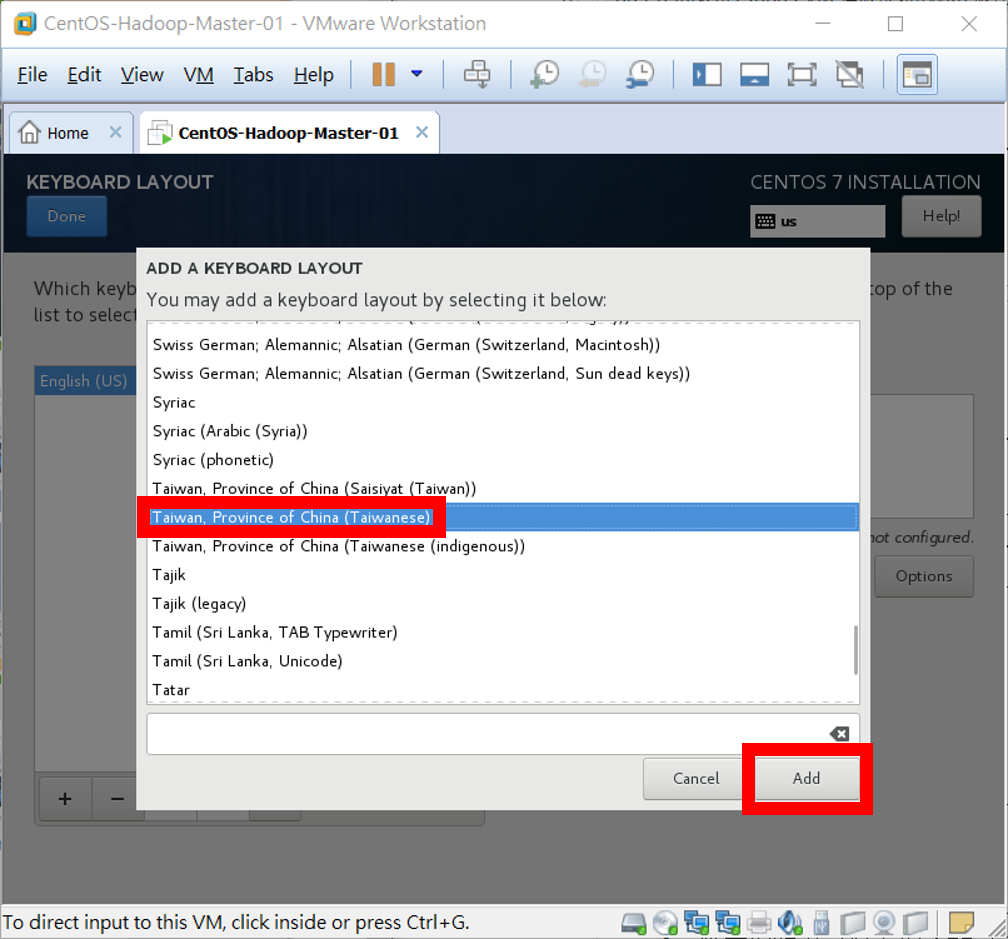 CentOS-Hadoop-Master-01 - VMware Workstation
File Edit View VM Tabs Help
Home CentOS-Hadoop-Master-01
KEYBOARD LAYOUT
CENTOS 7 INSTALLATION
Done
us
Help!
Which keyb
top of the
list to select
English (US)
ADD A KEYBOARD LAYOUT
You may add a keyboard layout by selecting it below:
Swiss German; Alemannic; Alsatian (German (Switzerland, Macintosh))
Swiss German; Alemannic; Alsatian (German (Switzerland, Sun dead keys))
Syriac
Syriac (Arabic (Syria))
Syriac (phonetic)
Taiwan, Province of China (Saisiyat (Taiwan))
Taiwan, Province of China (Taiwanese)
Taiwan, Province of China (Taiwanese (indigenous))
Tajik
Tajik (legacy)
Tamil (Sri Lanka, TAB Typewriter)
Tamil (Sri Lanka, Unicode)
Tatar
not configured.
Options
Cancel
Add
+ −
To direct input to this VM, click inside or press Ctrl+G.